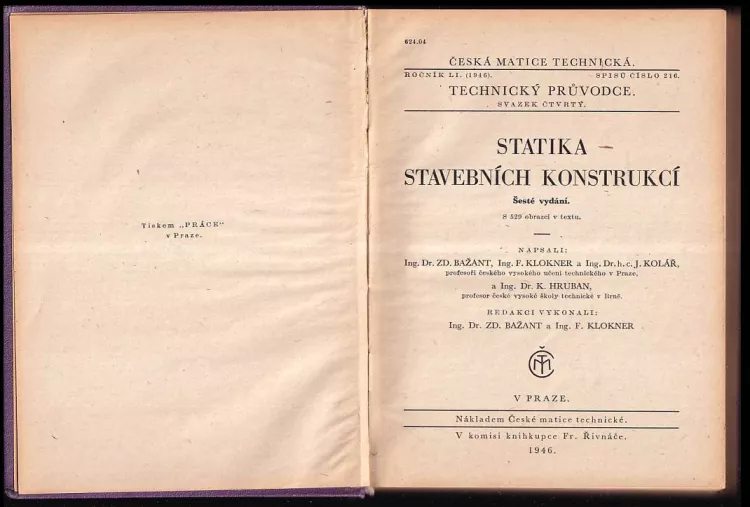 Tiskem „PRÁCE“
v Praze.
624.04
ČESKÁ MATICE TECHNICKÁ.
ROČNÍK LI. (1946). SPISŮ ČÍSLO 216.
TECHNICKÝ PRŮVODCE.
SVAZEK ČTVRTÝ.
STATIKA
STAVEBNÍCH KONSTRUKCÍ
Šesté vydání.
S 529 obrazci v textu.
NAPSALI:
Ing. Dr. ZD. BAŽANT, Ing. F. KLOKNER a Ing. Dr. h. c. J. KOLÁŘ,
profesoři českého vysokého učení technického v Praze,
a Ing. Dr. K. HRUBAN,
profesor české vysoké školy technické v Brně.
REDAKCI VYKONALI:
Ing. Dr. ZD. BAŽANT a Ing. F. KLOKNER
ČMT
V PRAZE.
Nákladem České matice technické.
V komisi knihkupce Fr. Řivnáče.
1946.